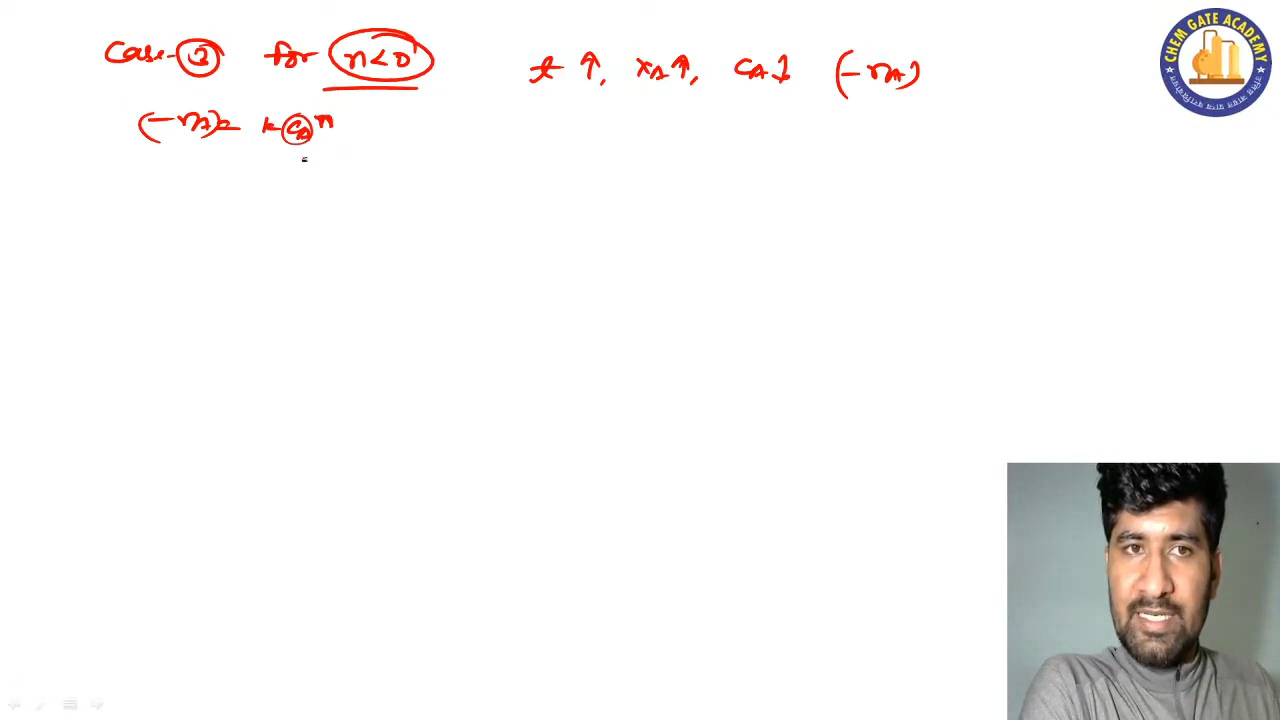 Case-③ for n<0
t ↑, XA ↑, CA ↓ (-rA)
(-rA)= k CA^n
CHEM GATE ACADEMY